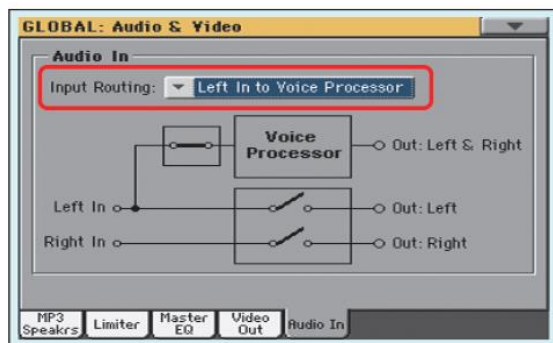 GLOBAL: Audio & Video
Audio In
Input Routing: Left In to Voice Processor
Voice
Processor
Out: Left & Right
Left In
Out: Left
Right In
Out: Right
MP3
Speakrs
Limiter
Master
EQ
Video
Out
Audio In